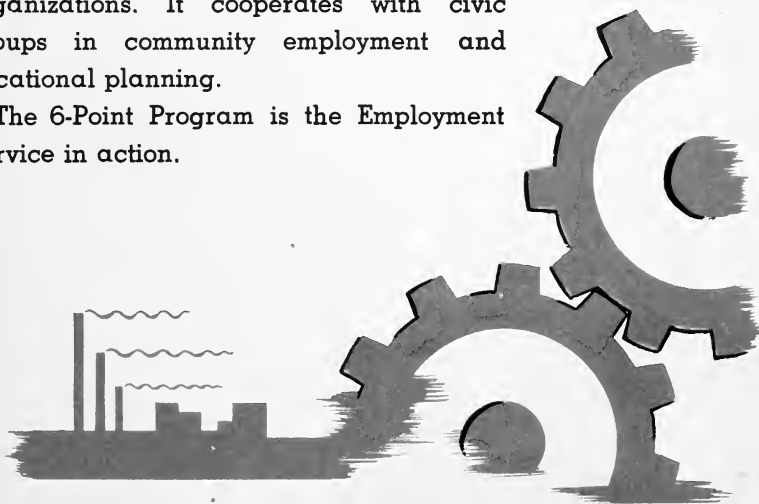 ganizations. It cooperates with civic
oups in community employment and
cational planning.
The 6-Point Program is the Employment
rvice in action.